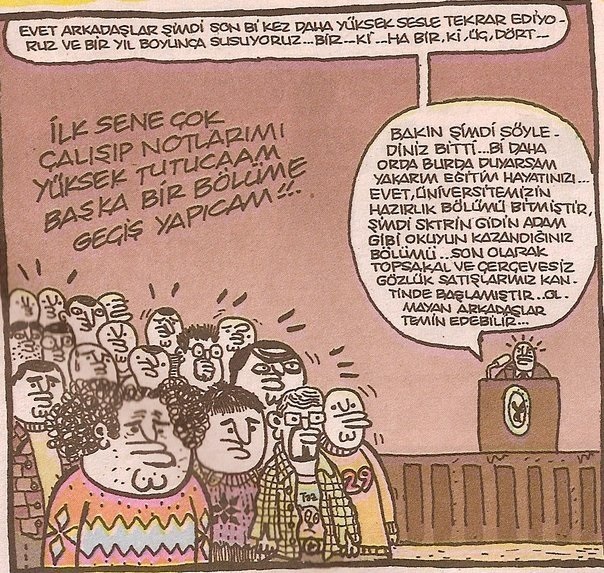 EVET ARKADAŞLAR ŞİMDİ SON Bİ KEZ DAHA YÜKSEK SESLE TEKRAR EDİYO-
RUZ VE BİR YIL BOYUNÇA SUSUYORUZ...BİR...Kİ...HA BİR, Kİ, ÜÇ, DÖRT...
İLK SENE ÇOK
ÇALIŞIP NOTLARIMI
YÜKSEK TUTUCAAM
BAŞKA BİR BÖLÜME
GEÇİŞ YAPICAM!!.
BAKIN ŞİMDİ SÖYLE-
DİNİZ BİTTİ...Bİ DAHA
ORDA BURDA DUYARSAM
YAKARIM EĞİTİM HAYATINIZI...
EVET, ÜNİVERSİTEMİZİN
HAZIRLIK BÖLÜMÜ BİTMİŞTİR,
ŞİMDİ SKTRİN GİDİN ADAM
GİBİ OKUYUN KAZANDIĞINIZ
BÖLÜMÜ...SON OLARAK
TOPSAKAL VE ÇERÇEVESİZ
GÖZLÜK SATIŞLARIMIZ KAN-
TİNDE BAŞLAMIŞTIR..OL-
MAYAN ARKADAŞLAR
TEMİN EDEBİLİR...
29